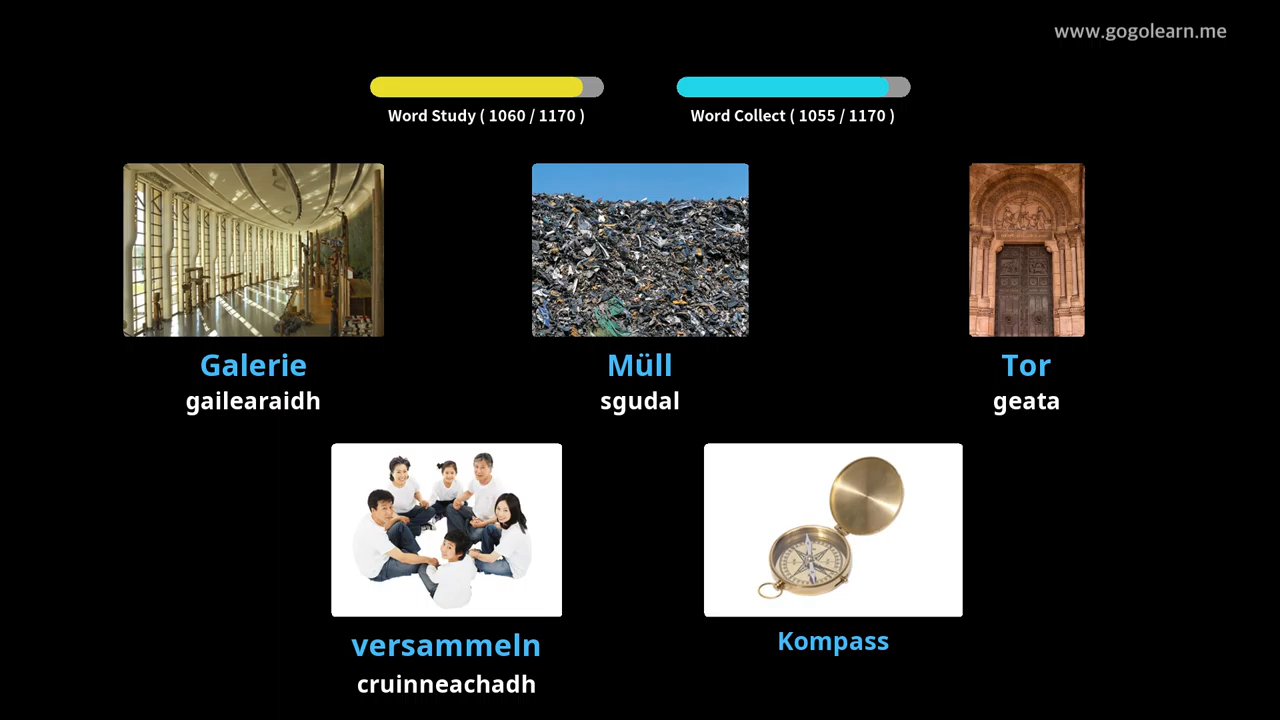 www.gogolearn.me
Word Study ( 1060 / 1170 )
Word Collect ( 1055 / 1170 )
Galerie
gailearaidh
Müll
sgudal
Tor
geata
versammeln
cruinneachadh
Kompass